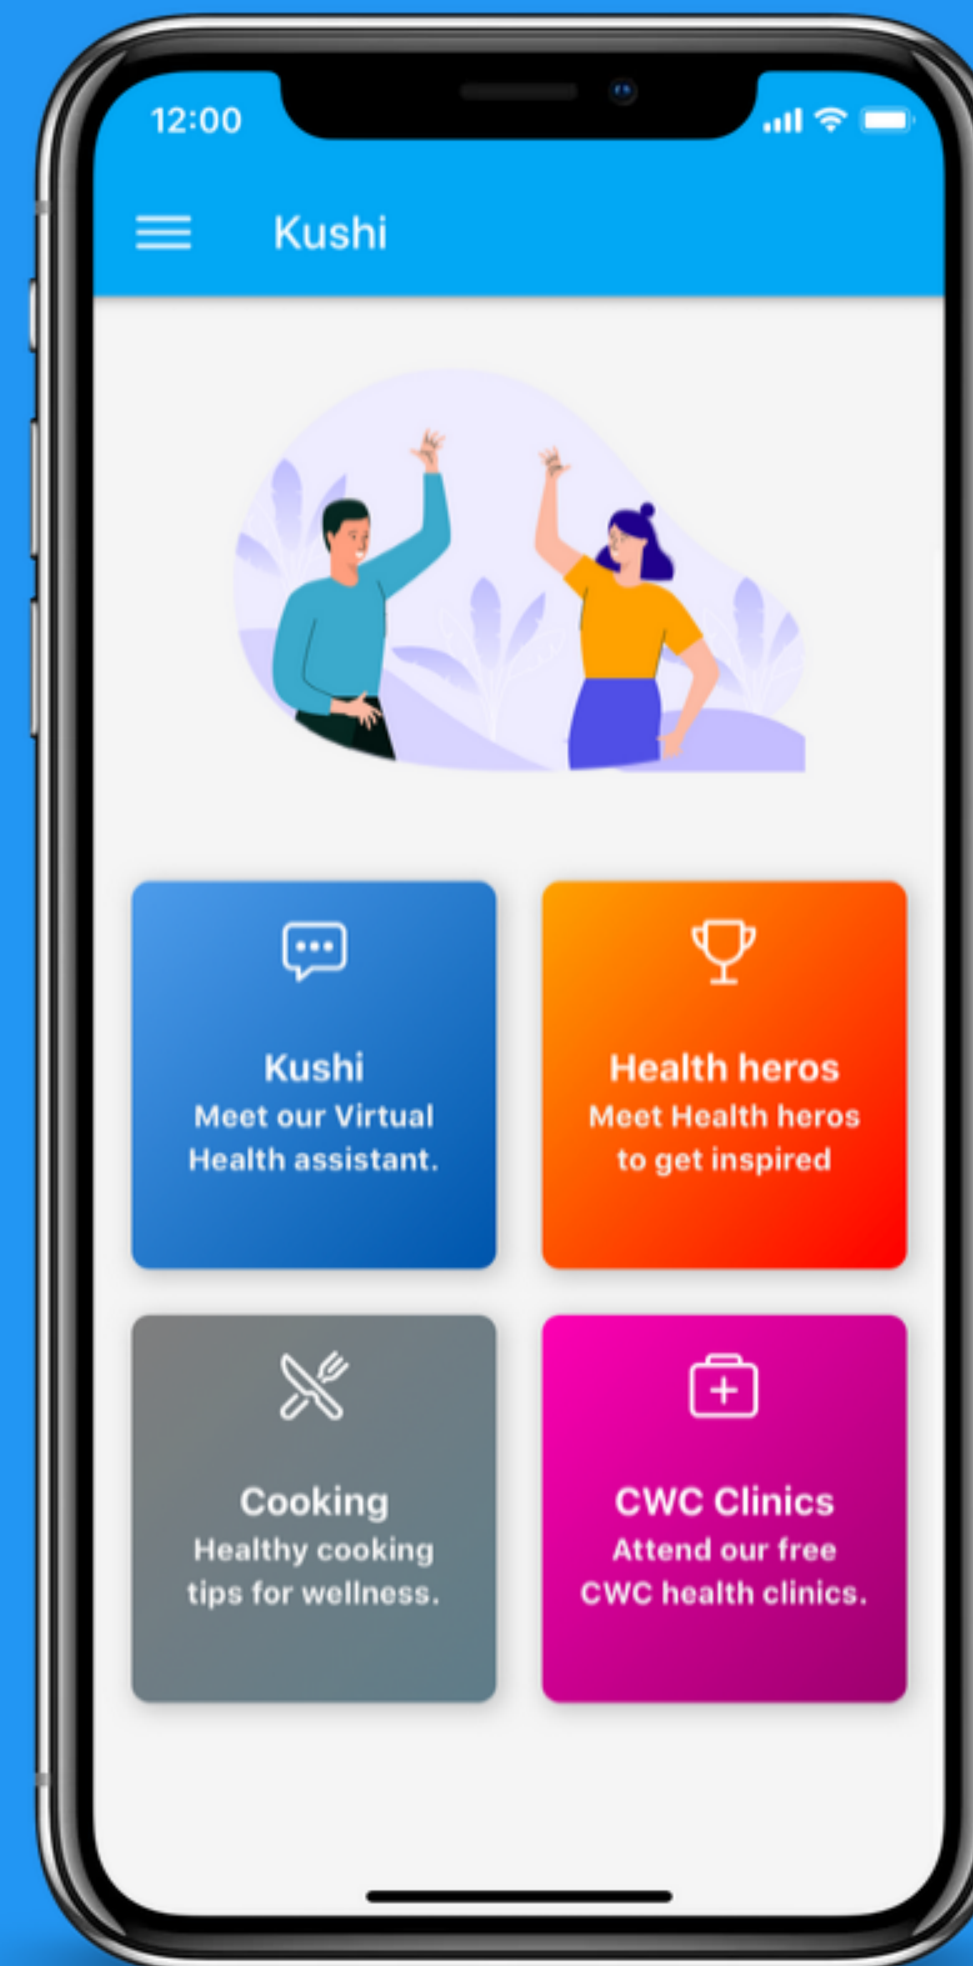 12:00
Kushi
Kushi
Meet our Virtual
Health assistant.
Health heros
Meet Health heros
to get inspired
Cooking
Healthy cooking
tips for wellness.
CWC Clinics
Attend our free
CWC health clinics.